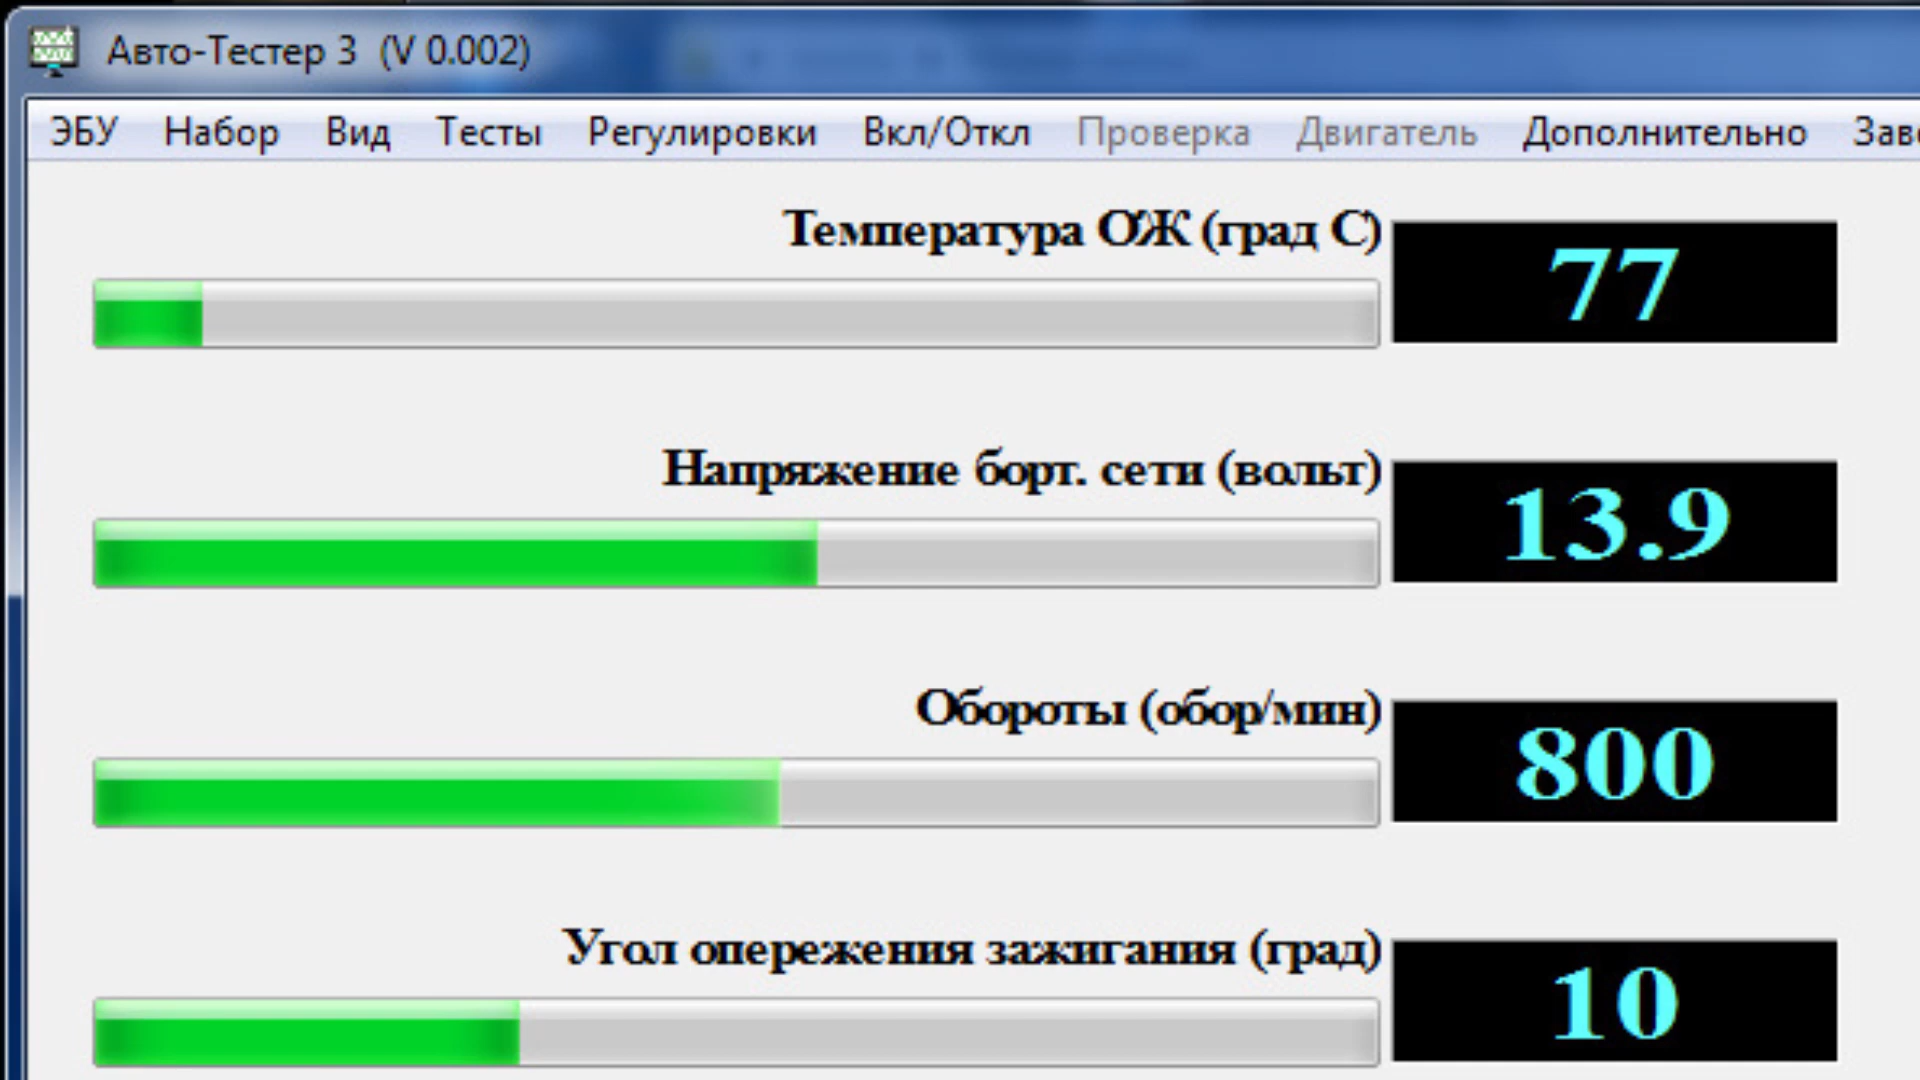 Авто-Тестер 3 (V 0.002)
ЭБУ Набор Вид Тесты Регулировки Вкл/Откл Проверка Двигатель Дополнительно
Температура ОЖ (град С)
77
Напряжение борт. сети (вольт)
13.9
Обороты (обор/мин)
800
Угол опережения зажигания (град)
10